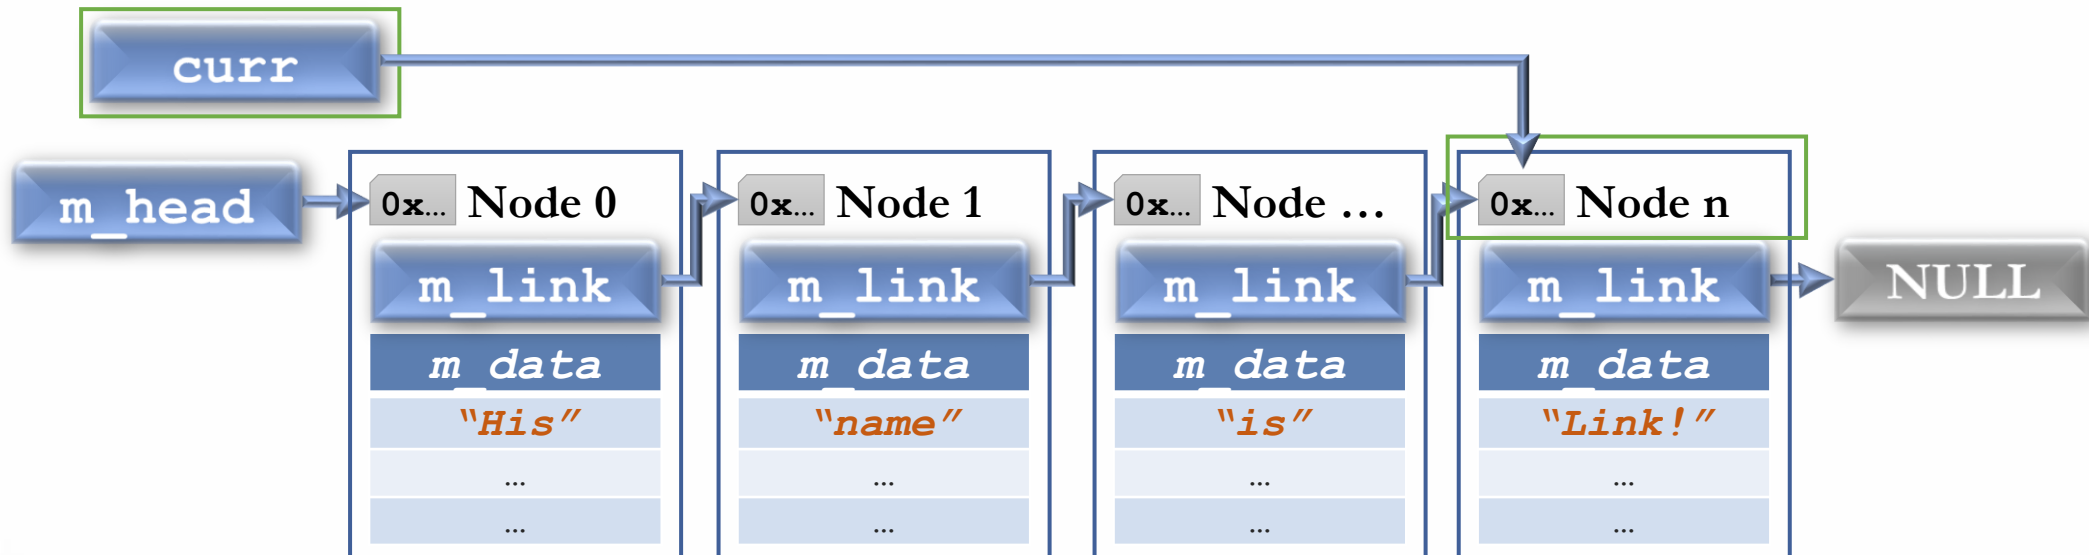 curr
m_head
0x… Node 0
0x… Node 1
0x… Node …
0x… Node n
m_link
m_link
m_link
m_link
NULL
m_data
m_data
m_data
m_data
“His”
“name”
“is”
“Link!”
…
…
…
…
…
…
…
…